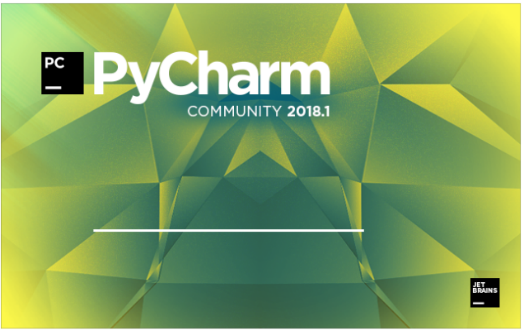 PC
PyCharm
COMMUNITY 2018.1
JET
BRAINS